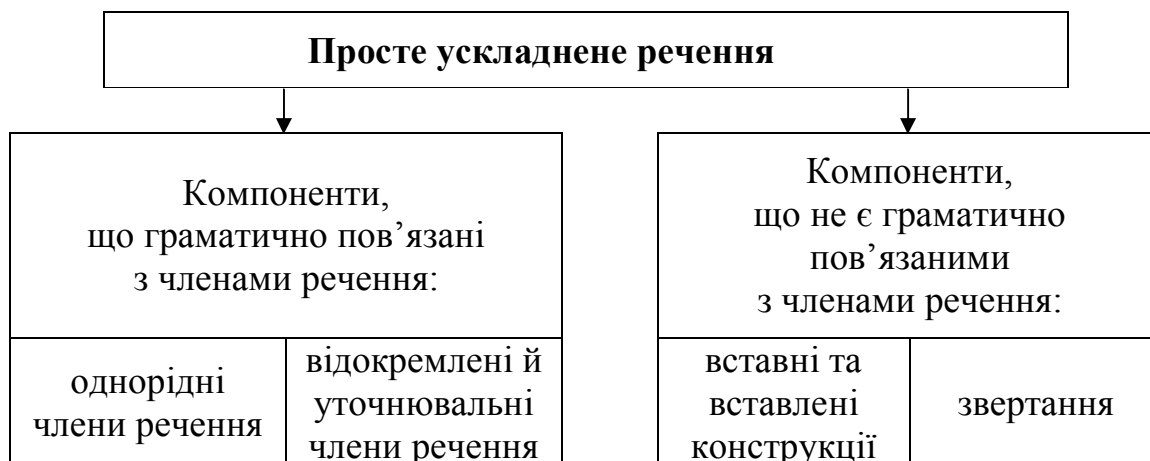 Просте ускладнене речення
Компоненти,
що граматично пов’язані
з членами речення:
Компоненти,
що не є граматично
пов’язаними
з членами речення:
однорідні
члени речення
відокремлені й
уточнювальні
члени речення
вставні та
вставлені
конструкції
звертання